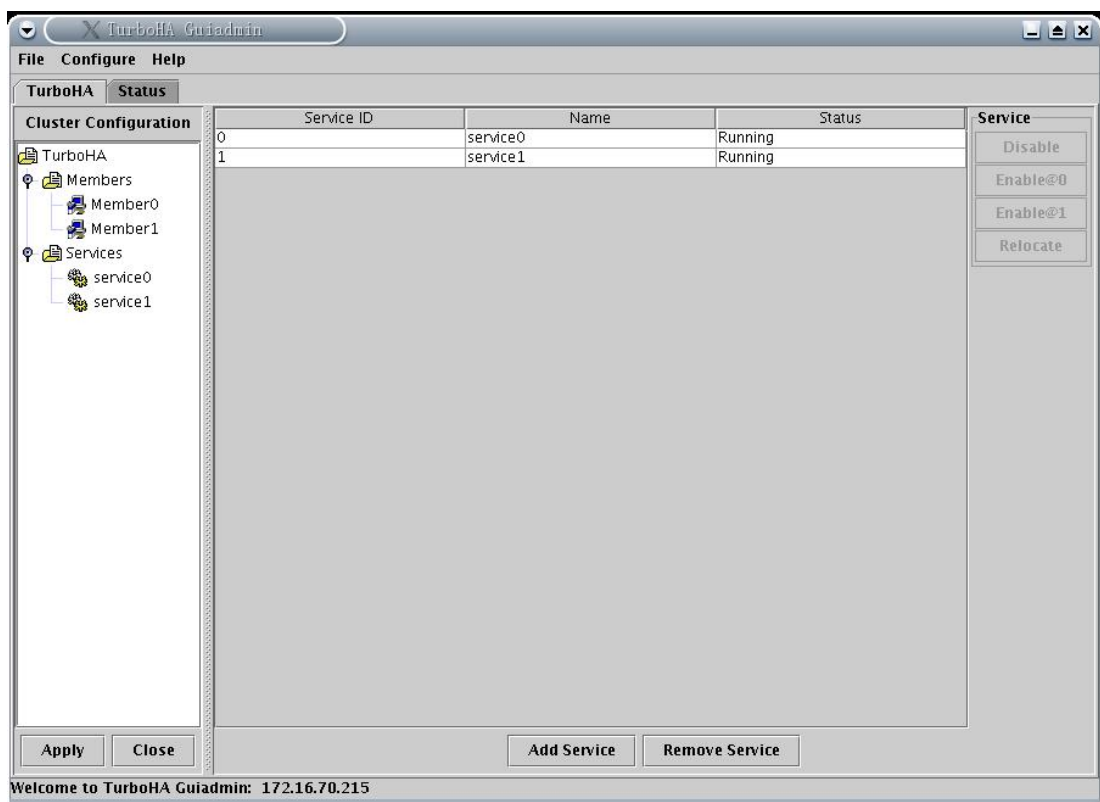 TurboHA Guiadmin
File Configure Help
TurboHA Status
Cluster Configuration
TurboHA
Members
Member0
Member1
Services
service0
service1
Service ID Name Status
0 service0 Running
1 service1 Running
Service
Disable
Enable@0
Enable@1
Relocate
Apply Close
Add Service Remove Service
Welcome to TurboHA Guiadmin: 172.16.70.215